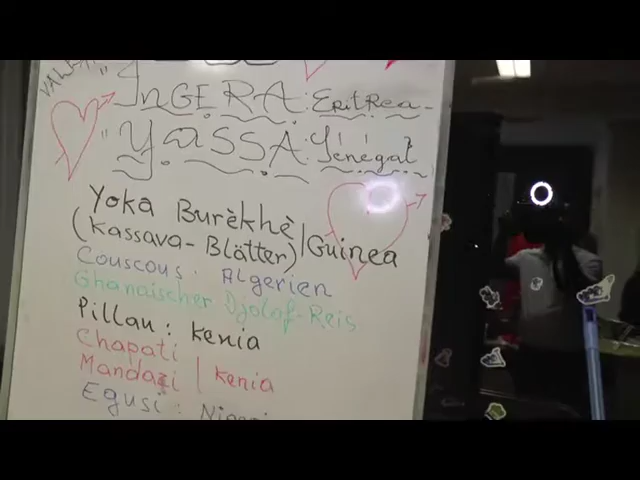 InGERA: Eritrea-
"YaSSA: Sénégal
Yoka Burèkhè
(Kassava-Blätter)|Guinea
Couscous: Algerien
Ghanaischer Djolof-Reis
Pillau: Kenia
Chapati
Mandazi | Kenia
Egusi: